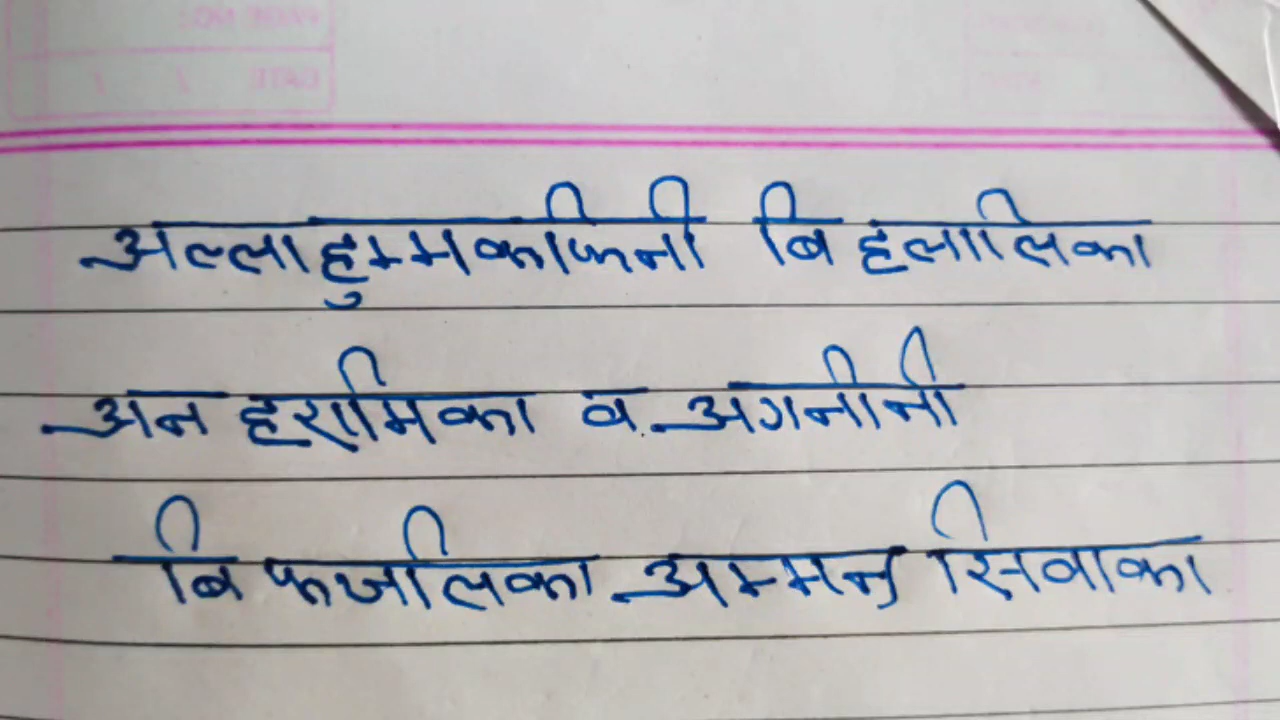 अल्लाहुम्मकफिनी बि हलालिका
अन हरामिका व अगनीनी
बि फजलिका अम्मन सिवाका